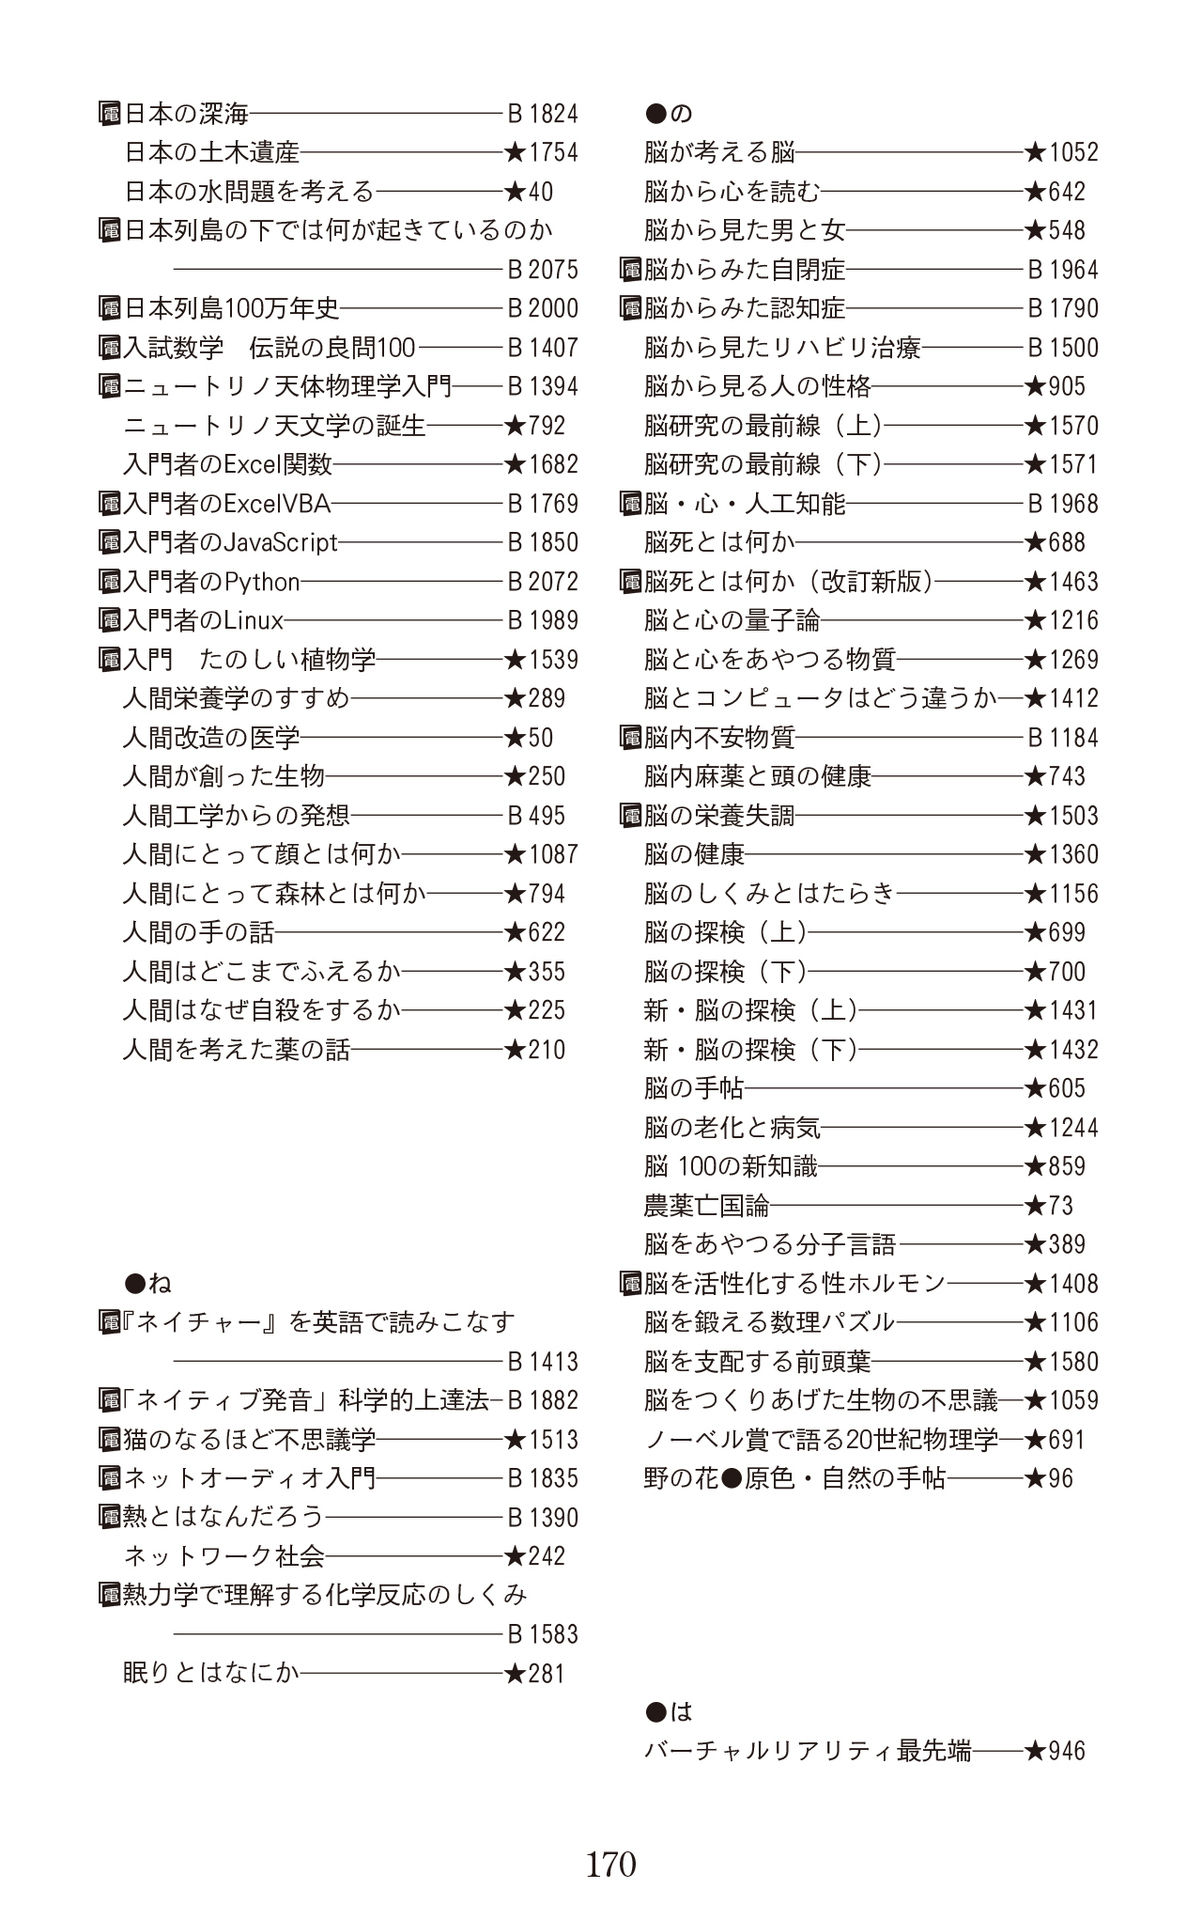 電日本の深海――――――――――B 1824
日本の土木遺産――――――――★1754
日本の水問題を考える―――――★40
電日本列島の下では何が起きているのか
―――――――――――――B 2075
電日本列島100万年史――――――B 2000
電入試数学　伝説の良問100―――B 1407
電ニュートリノ天体物理学入門――B 1394
ニュートリノ天文学の誕生―――★792
入門者のExcel関数――――――★1682
電入門者のExcelVBA――――――B 1769
電入門者のJavaScript――――――B 1850
電入門者のPython――――――――B 2072
電入門者のLinux――――――――B 1989
電入門　たのしい植物学―――――★1539
人間栄養学のすすめ――――――★289
人間改造の医学――――――――★50
人間が創った生物―――――――★250
人間工学からの発想――――――B 495
人間にとって顔とは何か――――★1087
人間にとって森林とは何か―――★794
人間の手の話―――――――――★622
人間はどこまでふえるか――――★355
人間はなぜ自殺をするか――――★225
人間を考えた薬の話――――――★210
●ね
電『ネイチャー』を英語で読みこなす
―――――――――――――B 1413
電「ネイティブ発音」科学的上達法―B 1882
電猫のなるほど不思議学―――――★1513
電ネットオーディオ入門―――――B 1835
電熱とはなんだろう―――――――B 1390
ネットワーク社会―――――――★242
電熱力学で理解する化学反応のしくみ
―――――――――――――B 1583
眠りとはなにか――――――――★281
●の
脳が考える脳―――――――――★1052
脳から心を読む――――――――★642
脳から見た男と女―――――――★548
電脳からみた自閉症―――――――B 1964
電脳からみた認知症―――――――B 1790
脳から見たリハビリ治療――――B 1500
脳から見る人の性格――――――★905
脳研究の最前線（上）―――――★1570
脳研究の最前線（下）―――――★1571
電脳・心・人工知能―――――――B 1968
脳死とは何か―――――――――★688
電脳死とは何か（改訂新版）―――★1463
脳と心の量子論――――――――★1216
脳と心をあやつる物質―――――★1269
脳とコンピュータはどう違うか―★1412
電脳内不安物質―――――――――B 1184
脳内麻薬と頭の健康――――――★743
電脳の栄養失調―――――――――★1503
脳の健康―――――――――――★1360
脳のしくみとはたらき―――――★1156
脳の探検（上）――――――――★699
脳の探検（下）――――――――★700
新・脳の探検（上）――――――★1431
新・脳の探検（下）――――――★1432
脳の手帖―――――――――――★605
脳の老化と病気――――――――★1244
脳 100の新知識――――――――★859
農薬亡国論――――――――――★73
脳をあやつる分子言語―――――★389
電脳を活性化する性ホルモン―――★1408
脳を鍛える数理パズル―――――★1106
脳を支配する前頭葉――――――★1580
脳をつくりあげた生物の不思議―★1059
ノーベル賞で語る20世紀物理学―★691
野の花●原色・自然の手帖―――★96
●は
バーチャルリアリティ最先端――★946
170